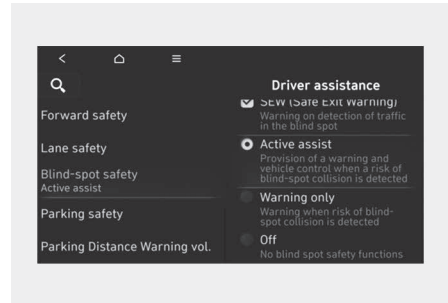 Driver assistance
Forward safety
Lane safety
Blind-spot safety
Active assist
Parking safety
Parking Distance Warning vol.
SEW (Safe Exit Warning)
Warning on detection of traffic
in the blind spot
Active assist
Provision of a warning and
vehicle control when a risk of
blind-spot collision is detected
Warning only
Warning when risk of blind-
spot collision is detected
Off
No blind spot safety functions